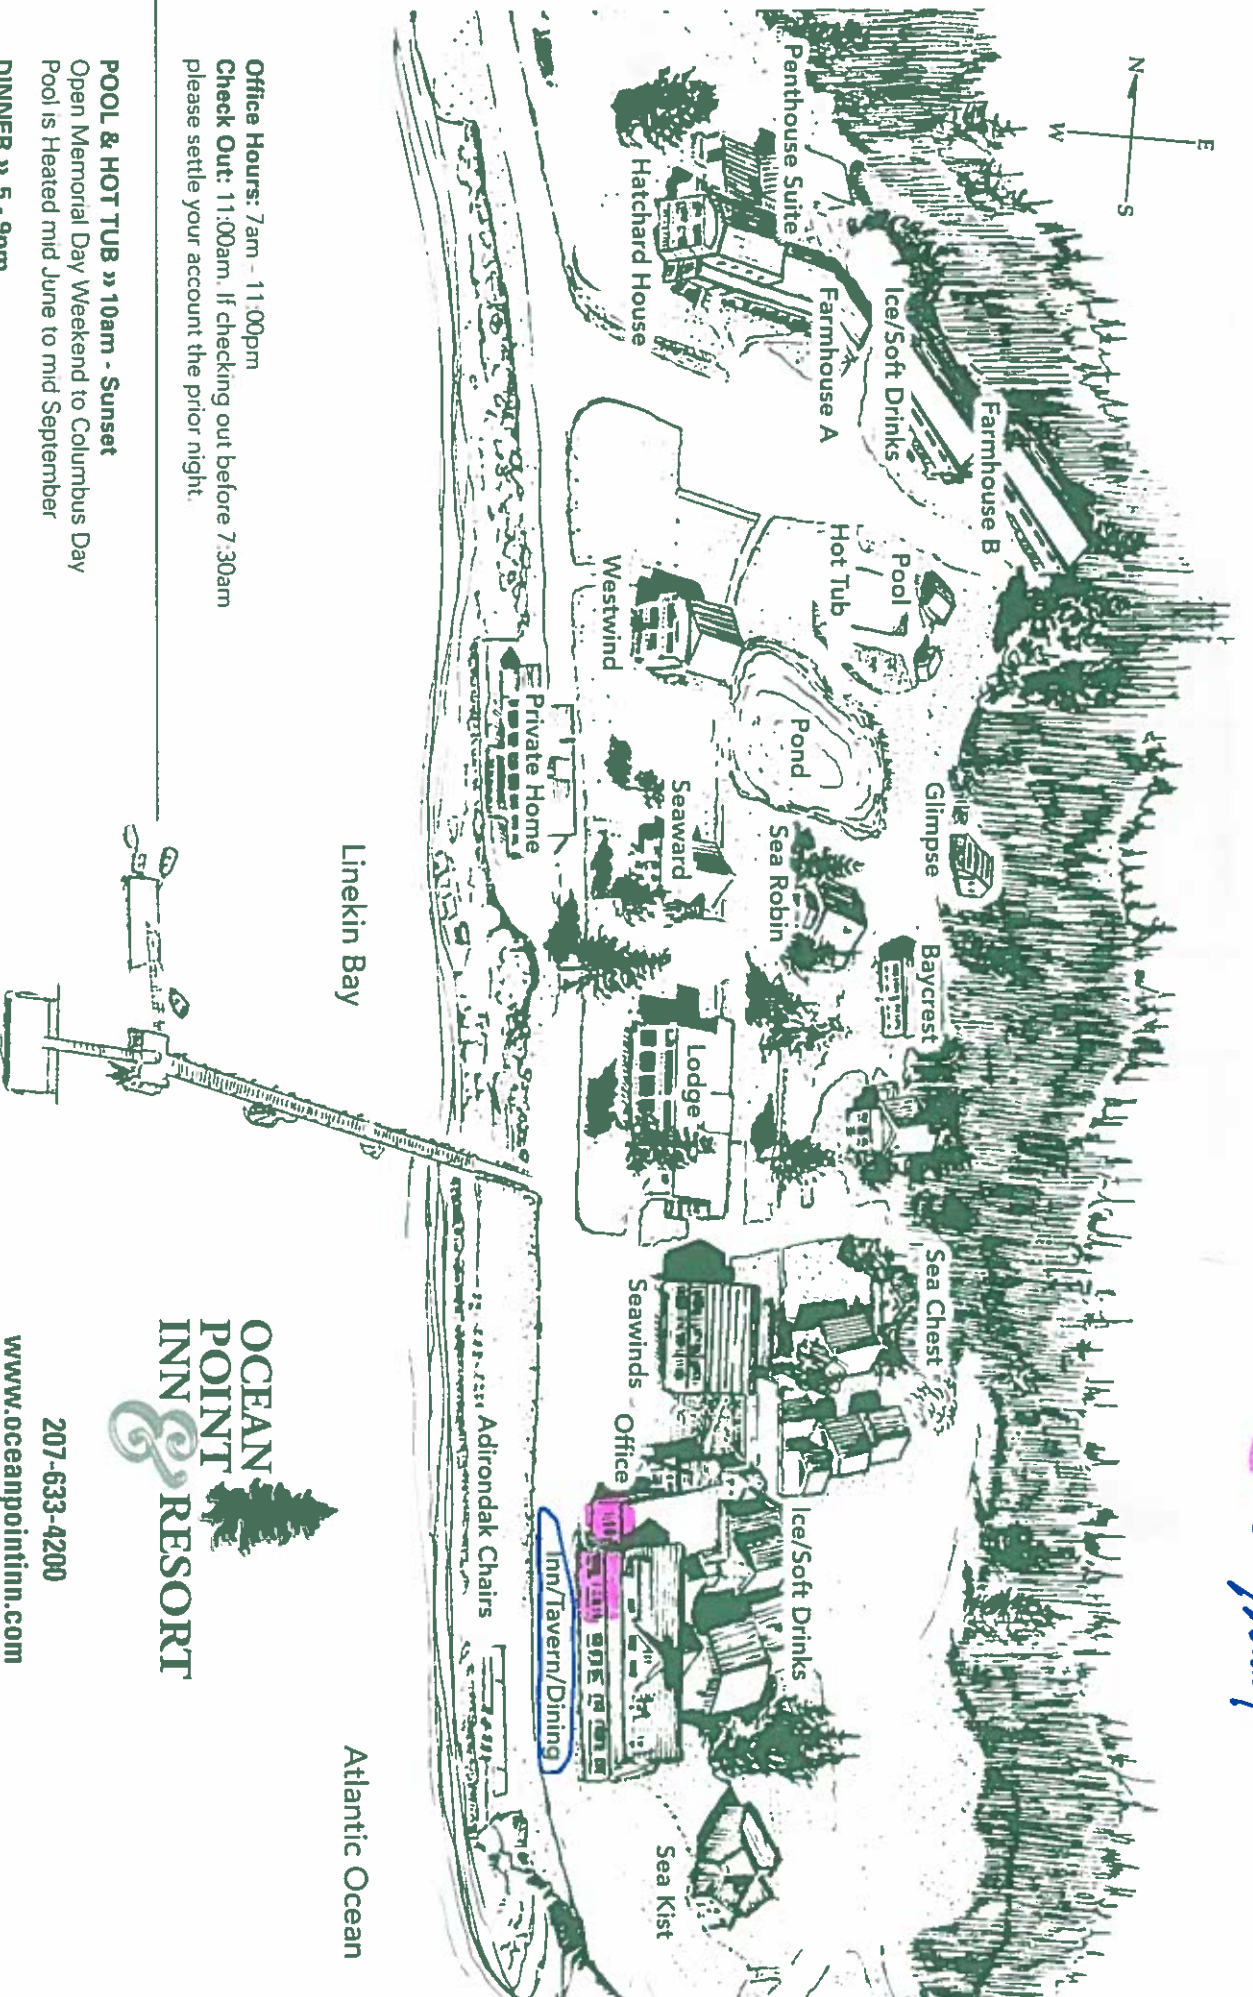 N
E
W
S
Penthouse Suite
Hatchard House
Farmhouse A
Ice/Soft Drinks
Farmhouse B
Pool
Hot Tub
Westwind
Private Home
Pond
Seaward
Sea Robin
Glimpse
Baycrest
Lodge
Sea Chest
Seawinds
Office
Ice/Soft Drinks
Inn/Tavern/Dining
Adirondak Chairs
Sea Kist
Linekin Bay
Atlantic Ocean
Office Hours: 7am - 11:00pm
Check Out: 11:00am. If checking out before 7:30am
please settle your account the prior night.
POOL & HOT TUB »» 10am - Sunset
Open Memorial Day Weekend to Columbus Day
Pool is Heated mid June to mid September
DINNER »» 5 - 9pm
OCEAN
POINT
INN & RESORT
207-633-4200
www.oceanpointinn.com